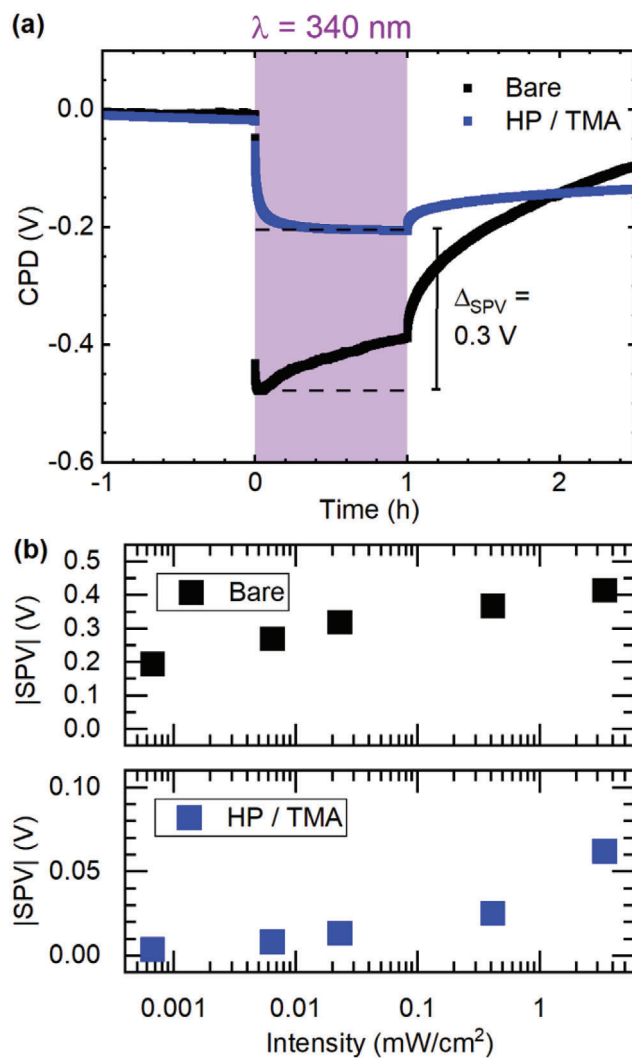 (a)
λ = 340 nm
Bare
HP / TMA
0.0
-0.2
-0.4
-0.6
CPD (V)
ΔSPV =
0.3 V
-1 0 1 2
Time (h)
(b)
0.5
0.4
0.3
0.2
0.1
0.0
|SPV| (V)
Bare
0.10
0.05
0.00
|SPV| (V)
HP / TMA
0.001 0.01 0.1 1
Intensity (mW/cm²)